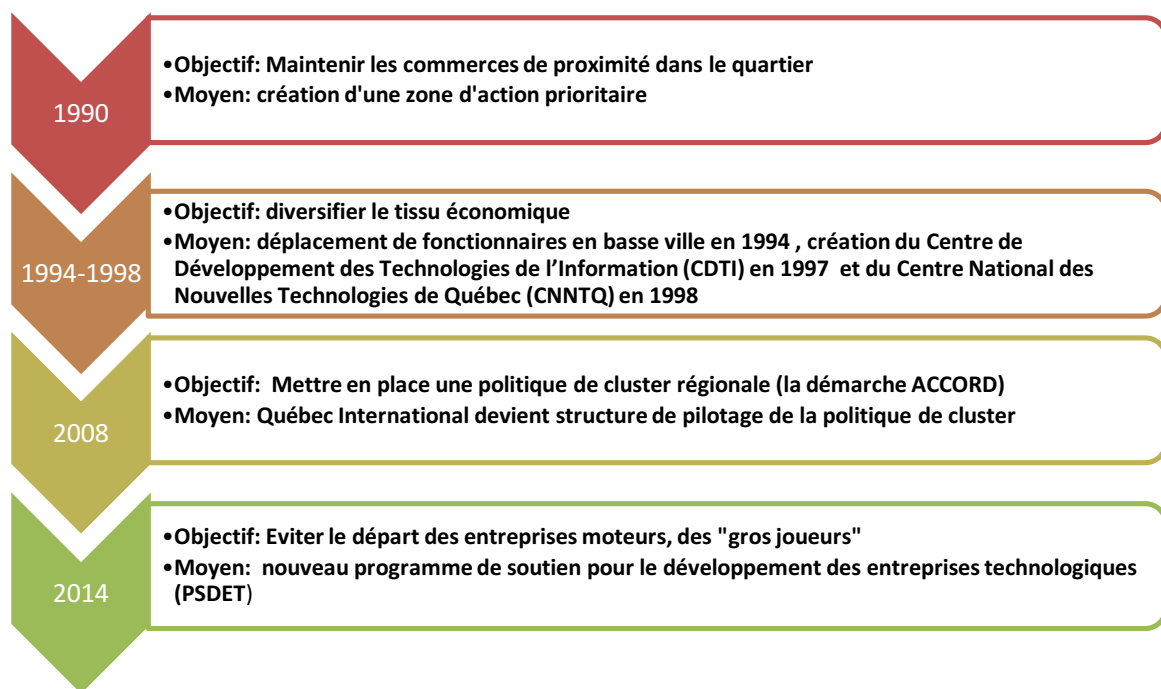 1990
•Objectif: Maintenir les commerces de proximité dans le quartier
•Moyen: création d'une zone d'action prioritaire
1994-1998
•Objectif: diversifier le tissu économique
•Moyen: déplacement de fonctionnaires en basse ville en 1994 , création du Centre de
Développement des Technologies de l’Information (CDTI) en 1997 et du Centre National des
Nouvelles Technologies de Québec (CNNTQ) en 1998
2008
•Objectif: Mettre en place une politique de cluster régionale (la démarche ACCORD)
•Moyen: Québec International devient structure de pilotage de la politique de cluster
2014
•Objectif: Eviter le départ des entreprises moteurs, des "gros joueurs"
•Moyen: nouveau programme de soutien pour le développement des entreprises technologiques
(PSDET)